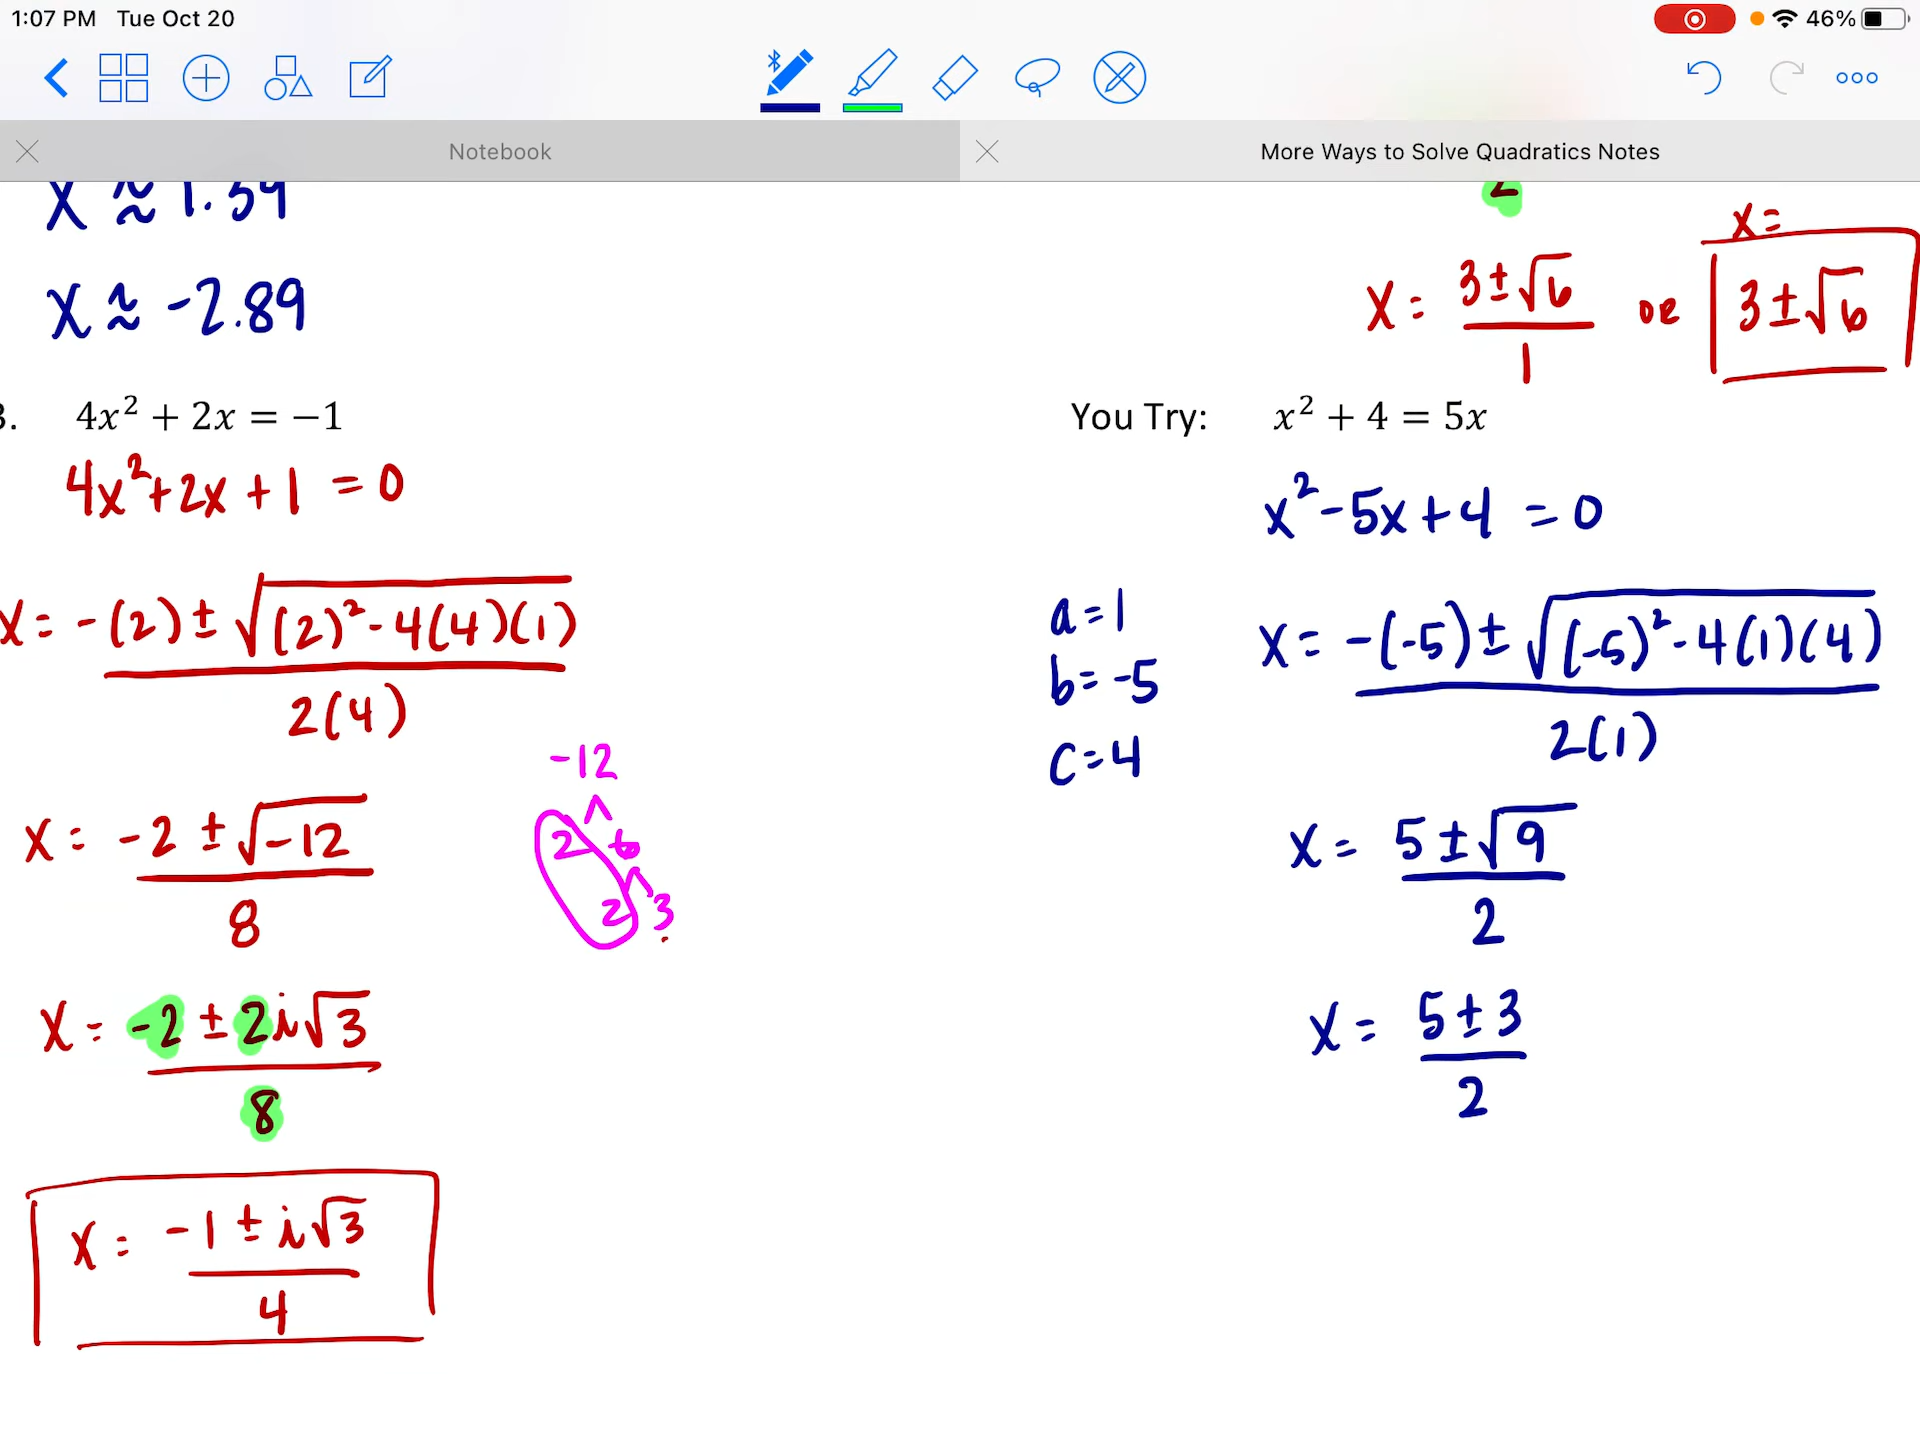 1:07 PM Tue Oct 20
46%
Notebook
More Ways to Solve Quadratics Notes
x ≈ 1.39
x ≈ -2.89
3. 4x² + 2x = −1
4x²+2x+1 = 0
x = -(2) ± √(2)²-4(4)(1)
2(4)
-12
2 6
2 3
x = -2 ± √-12
8
x = -2 ± 2i√3
8
x = -1 ± i√3
4
2
x = 3±√6
1
or
x =
3±√6
You Try: x² + 4 = 5x
x²-5x+4 = 0
a=1
b=-5
c=4
x = -(-5) ± √(-5)²-4(1)(4)
2(1)
x = 5±√9
2
x = 5±3
2